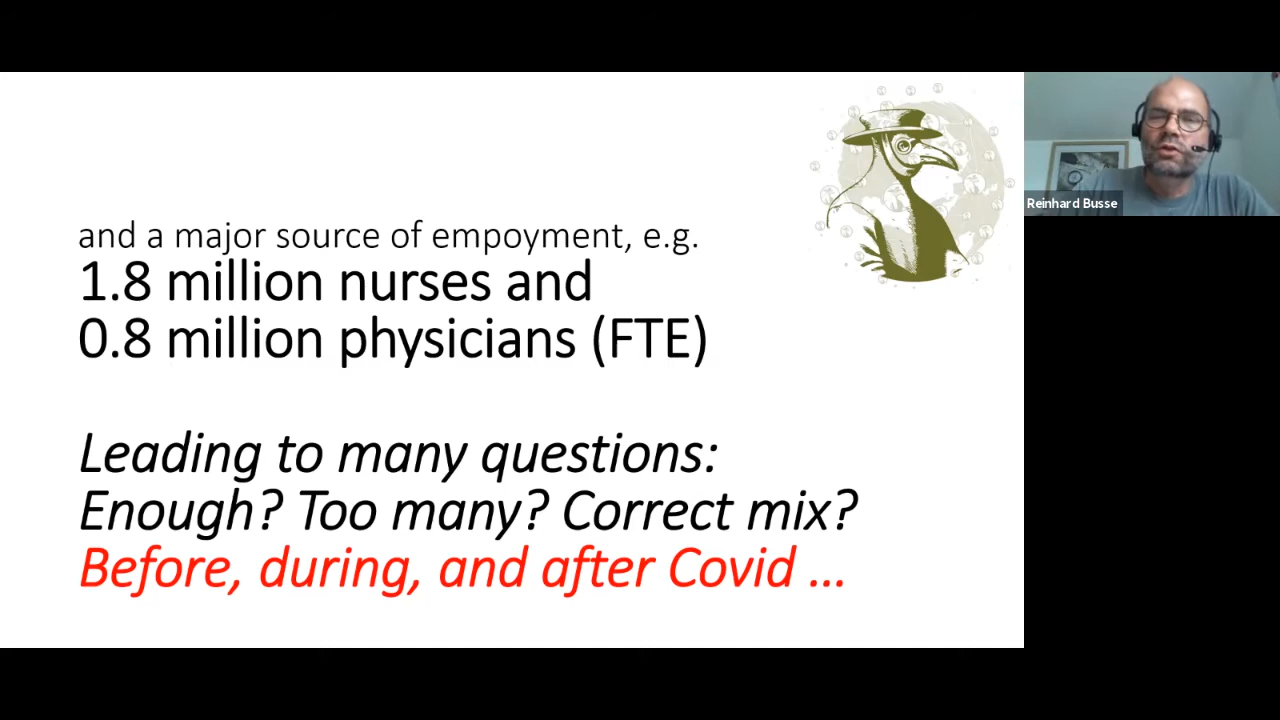 and a major source of empoyment, e.g.
1.8 million nurses and
0.8 million physicians (FTE)
Leading to many questions:
Enough? Too many? Correct mix?
Before, during, and after Covid ...
Reinhard Busse